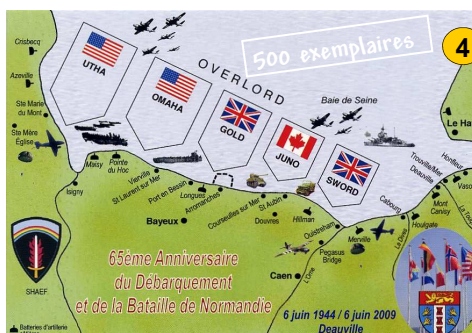 500 exemplaires
4
OVERLORD
UTHA
OMAHA
GOLD
JUNO
SWORD
Baie de Seine
Crisbecq
Azeville
Ste Marie
du Mont
Ste Mère
Église
Isigny
Maisy
Pointe
du Hoc
Vierville
St Laurent sur Mer
Port en Bessin
Longues
Arromanches
Bayeux
Courseulles sur Mer
St Aubin
Douvres
Hillman
Ouistreham
Pegasus
Bridge
Caen
L'Orne
Merville
Cabourg
La Dives
Houlgate
Mont
Canisy
Deauville
Trouville/Mer
Honfleur
Le Ha
SHAEF
65ème Anniversaire
du Débarquement
et de la Bataille de Normandie
6 juin 1944 / 6 juin 2009
Deauville
Batteries d'artillerie